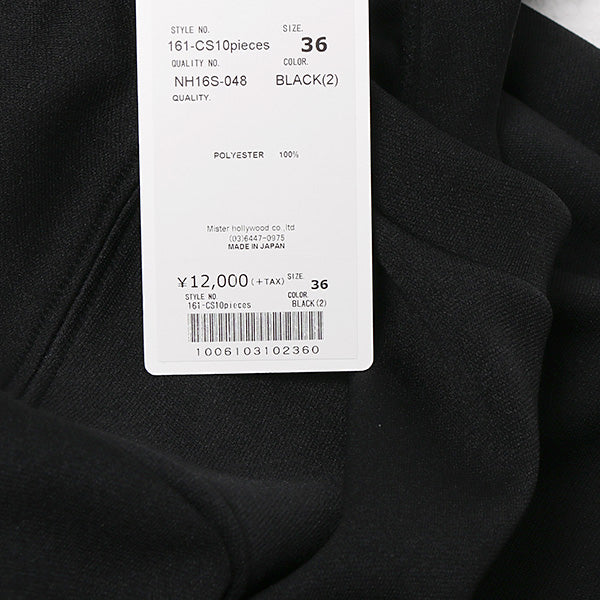 STYLE NO. SIZE.
161-CS10pieces 36
QUALITY NO. COLOR.
NH16S-048 BLACK(2)
QUALITY.
POLYESTER 100%
Mister hollywood co.,ltd
(03)6447-0975
MADE IN JAPAN
¥12,000(+TAX) SIZE. 36
STYLE NO. COLOR.
161-CS10pieces BLACK(2)
1006103102360